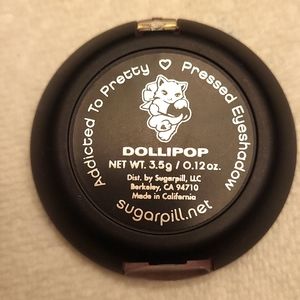 Addicted To Pretty ♡ Pressed Eyeshadow
DOLLIPOP
NET WT. 3.5g / 0.12oz.
Dist. by Sugarpill, LLC
Berkeley, CA 94710
Made in California
sugarpill.net